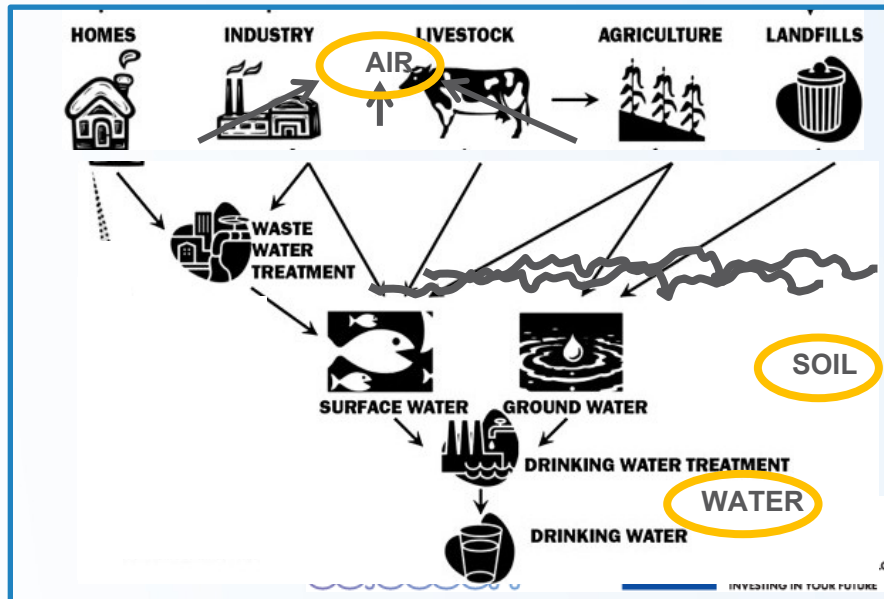 HOMES INDUSTRY LIVESTOCK AGRICULTURE LANDFILLS
AIR
WASTE
WATER
TREATMENT
SOIL
SURFACE WATER GROUND WATER
DRINKING WATER TREATMENT
WATER
DRINKING WATER
INVESTING IN YOUR FUTURE